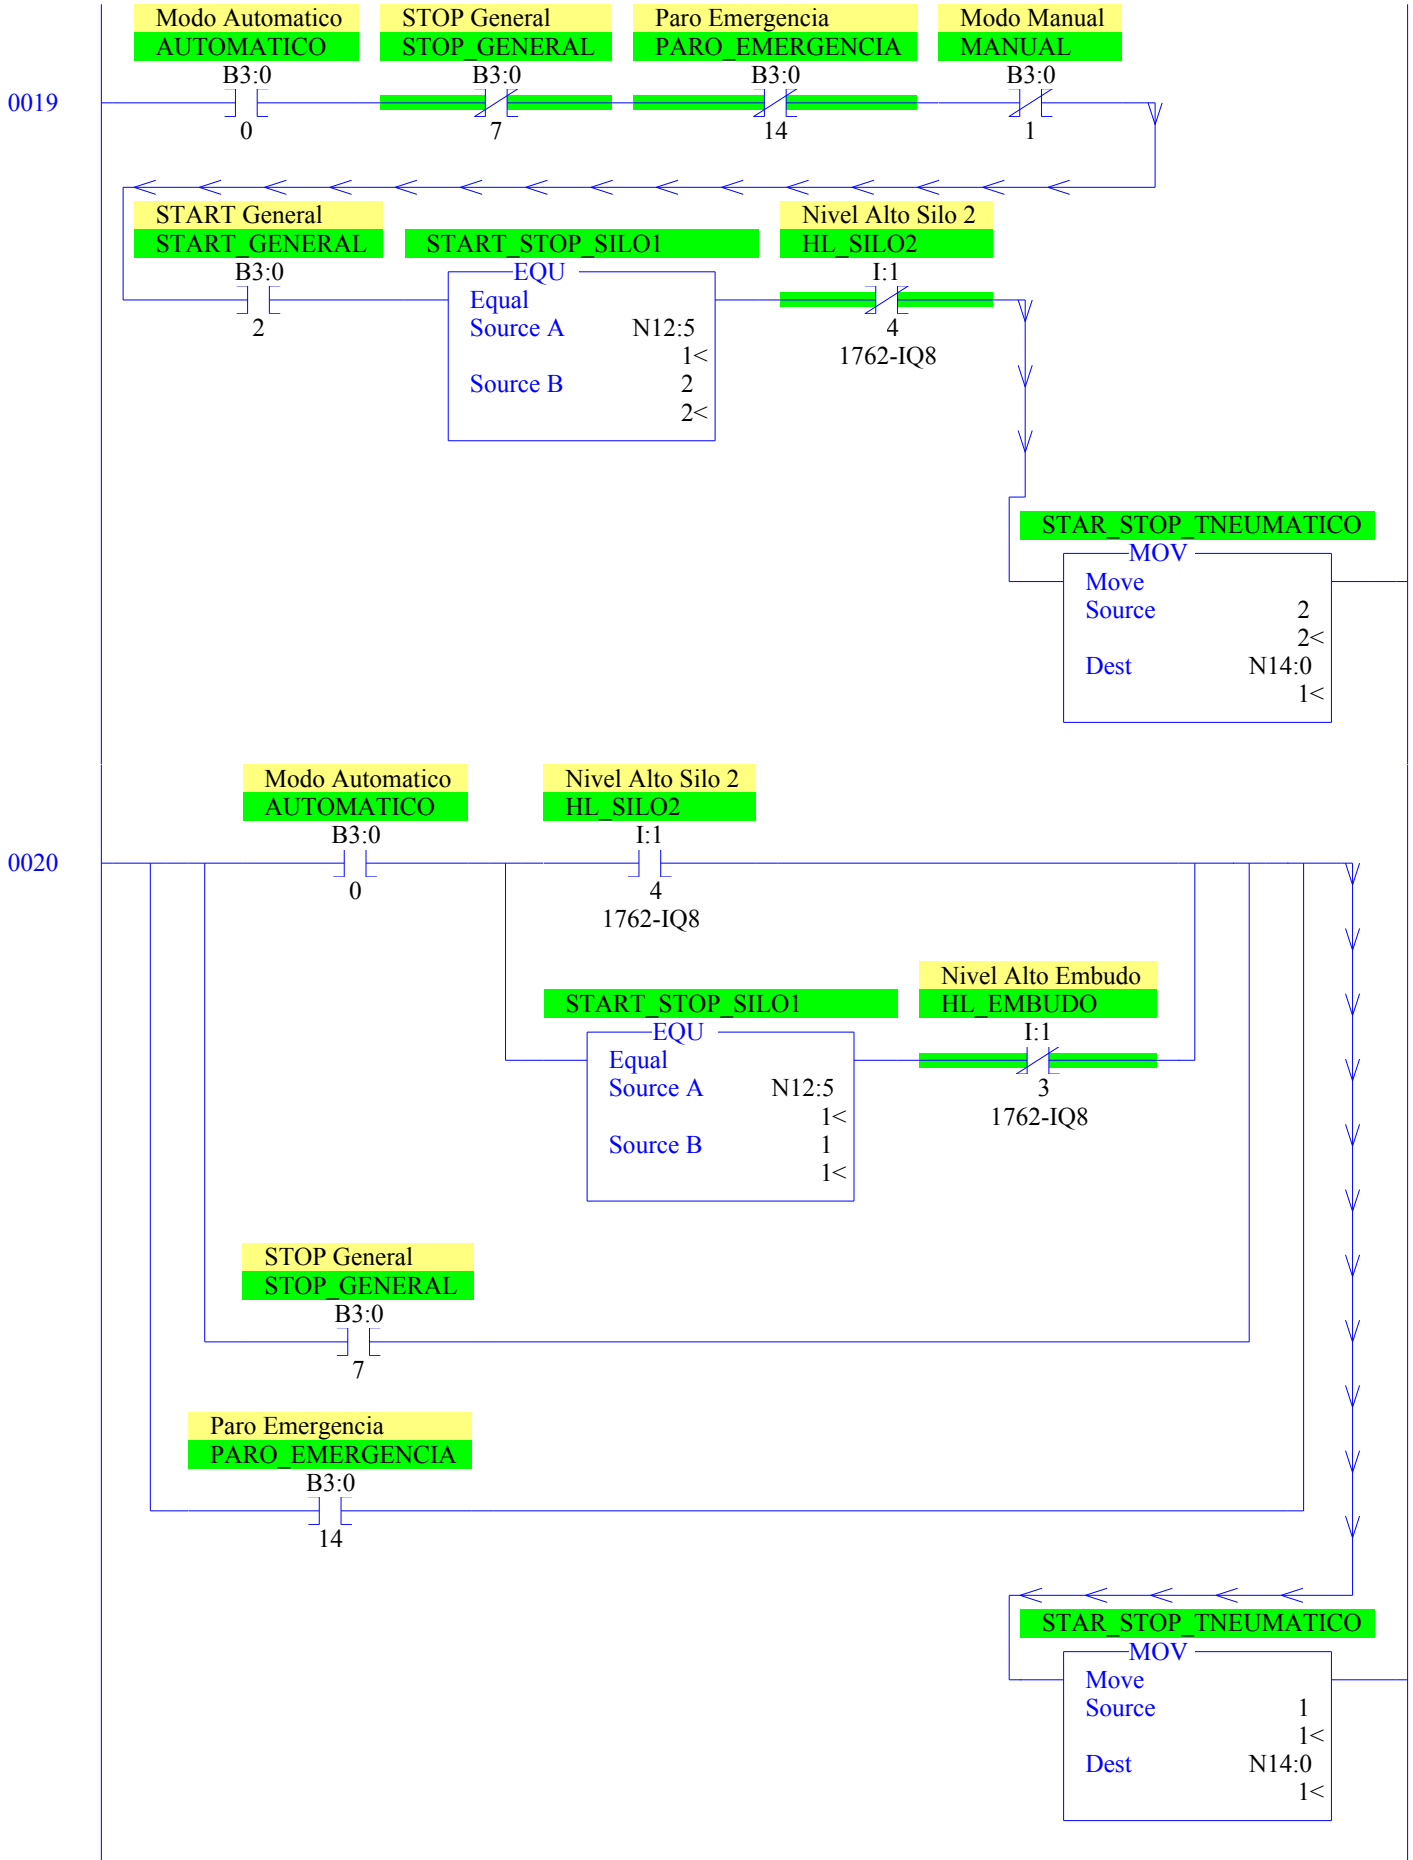 Modo Automatico
AUTOMATICO
B3:0
0
STOP General
STOP_GENERAL
B3:0
7
Paro Emergencia
PARO_EMERGENCIA
B3:0
14
Modo Manual
MANUAL
B3:0
1
0019
START General
START_GENERAL
B3:0
2
START_STOP_SILO1
EQU
Equal
Source A N12:5
1<
Source B 2
2<
Nivel Alto Silo 2
HL_SILO2
I:1
4
1762-IQ8
STAR_STOP_TNEUMATICO
MOV
Move
Source 2
2<
Dest N14:0
1<
0020
Modo Automatico
AUTOMATICO
B3:0
0
Nivel Alto Silo 2
HL_SILO2
I:1
4
1762-IQ8
START_STOP_SILO1
EQU
Equal
Source A N12:5
1<
Source B 1
1<
Nivel Alto Embudo
HL_EMBUDO
I:1
3
1762-IQ8
STOP General
STOP_GENERAL
B3:0
7
Paro Emergencia
PARO_EMERGENCIA
B3:0
14
STAR_STOP_TNEUMATICO
MOV
Move
Source 1
1<
Dest N14:0
1<